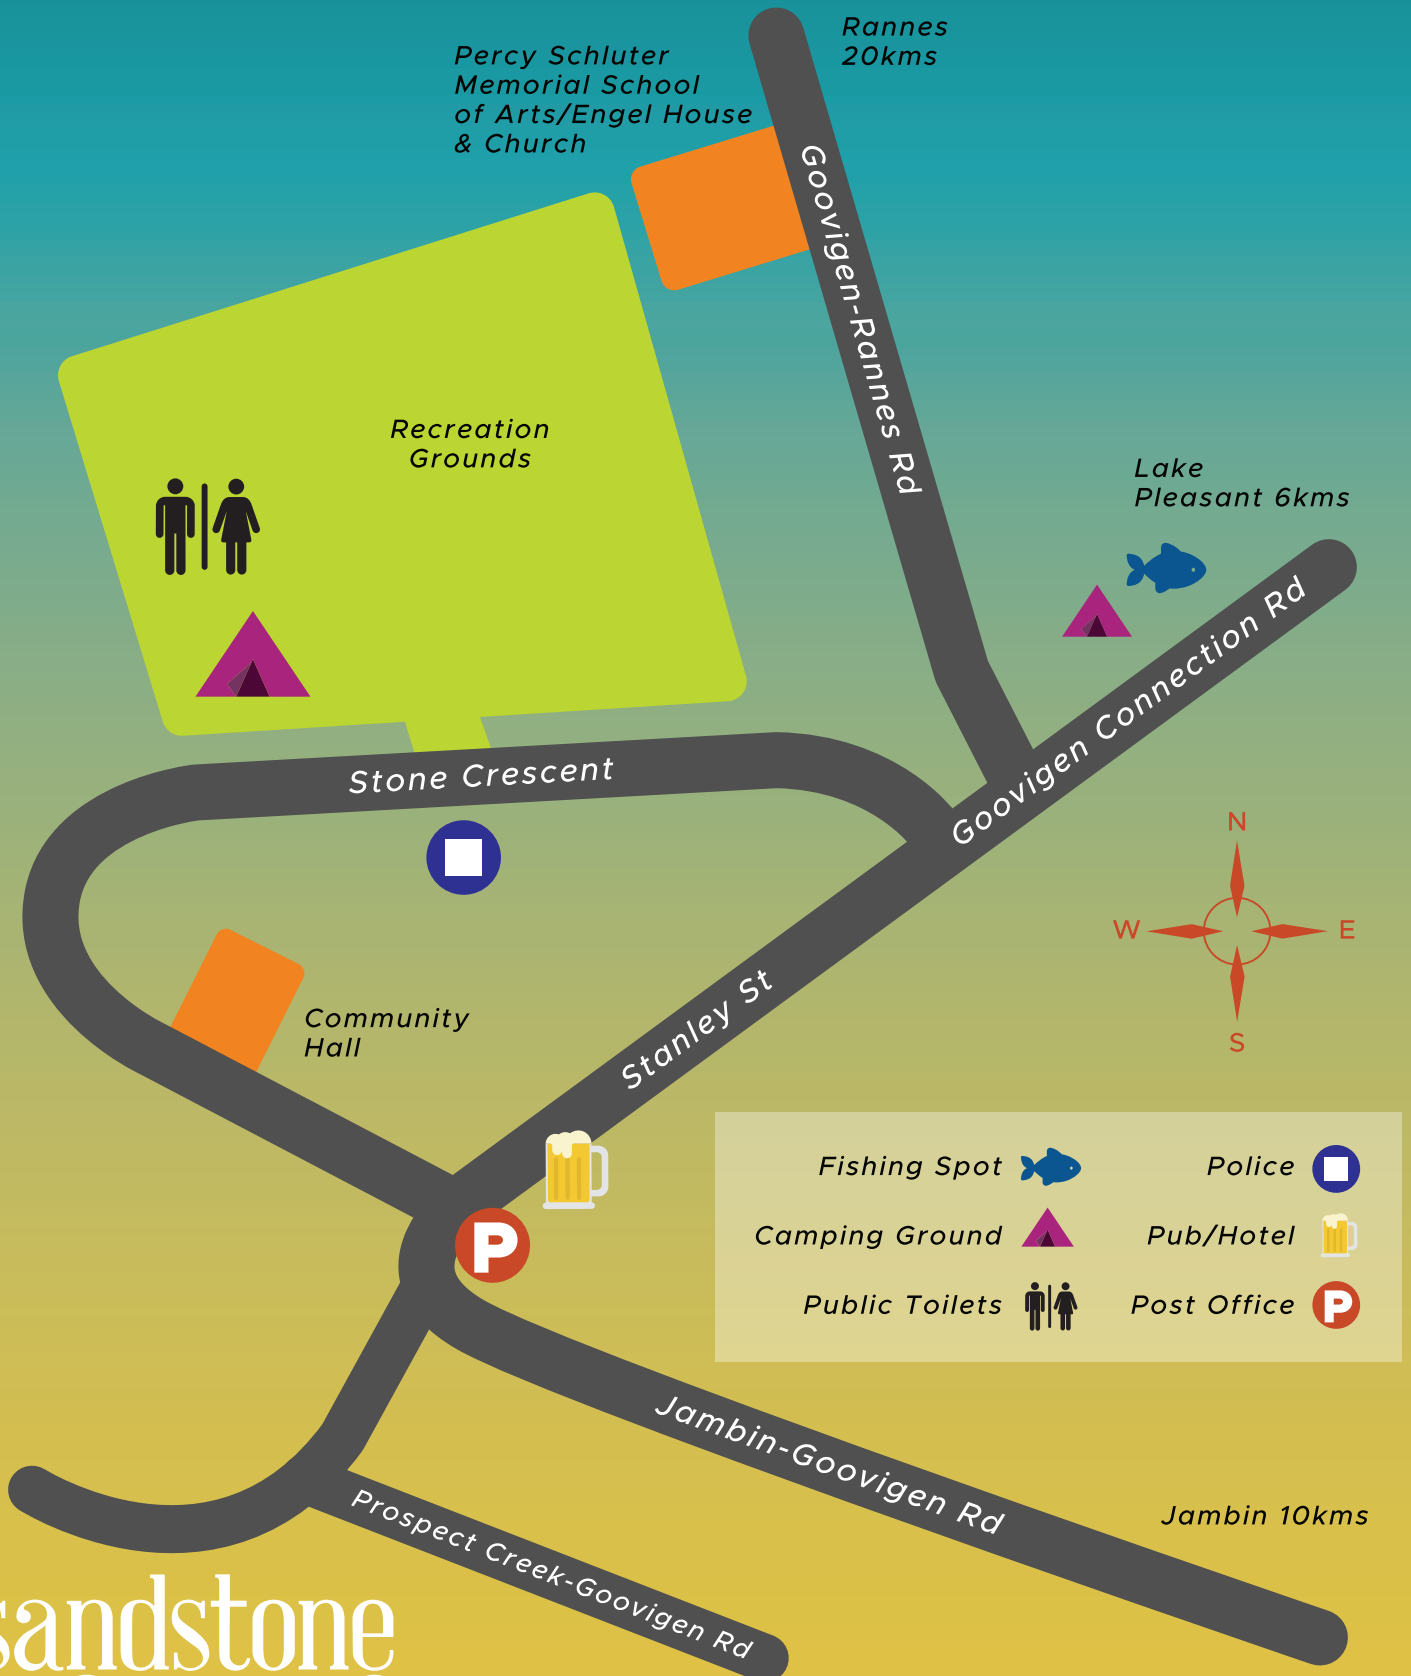 Rannes
20kms
Percy Schluter
Memorial School
of Arts/Engel House
& Church
Goovigen-Rannes Rd
Recreation
Grounds
Lake
Pleasant 6kms
Goovigen Connection Rd
Stone Crescent
N
W
E
S
Community
Hall
Stanley St
Fishing Spot
Police
Camping Ground
Pub/Hotel
Public Toilets
Post Office
P
P
Jambin-Goovigen Rd
Jambin 10kms
Prospect Creek-Goovigen Rd
sandstone